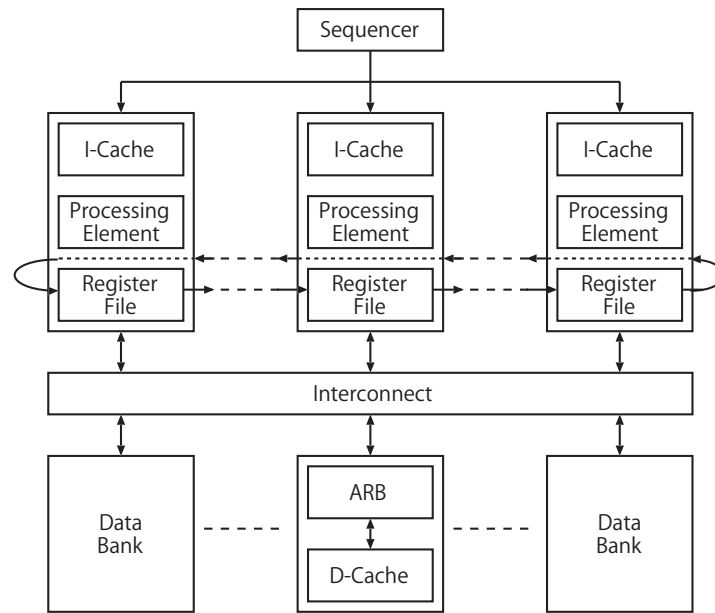 Sequencer
I-Cache
I-Cache
I-Cache
Processing
Element
Processing
Element
Processing
Element
Register
File
Register
File
Register
File
Interconnect
Data
Bank
ARB
D-Cache
Data
Bank